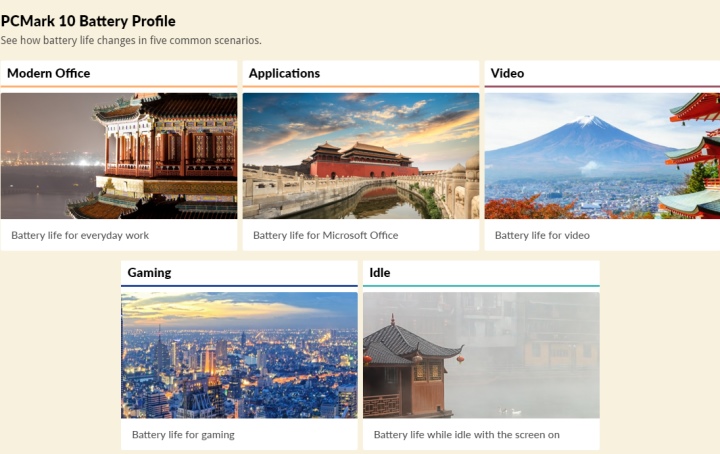 PCMark 10 Battery Profile
See how battery life changes in five common scenarios.
Modern Office
Applications
Video
Battery life for everyday work
Battery life for Microsoft Office
Battery life for video
Gaming
Idle
Battery life for gaming
Battery life while idle with the screen on